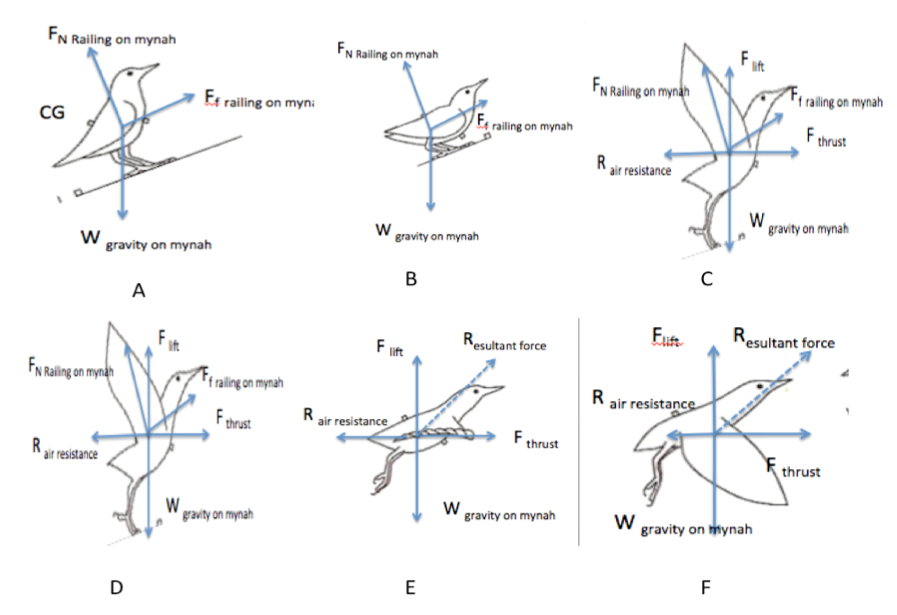 FN Railing on mynah
CG
Ff railing on myn
W gravity on mynah
A
FN Railing on mynah
Ff railing on mynah
W gravity on mynah
B
F lift
FN Railing on mynah
Ff railing on mynah
F thrust
R air resistance
W gravity on mynah
C
F lift
FN Railing on mynah
Ff railing on mynah
F thrust
R air resistance
W gravity on mynah
D
F lift
Resultant force
R air resistance
F thrust
W gravity on mynah
E
Flift
Resultant force
R air resistance
F thrust
W gravity on mynah
F